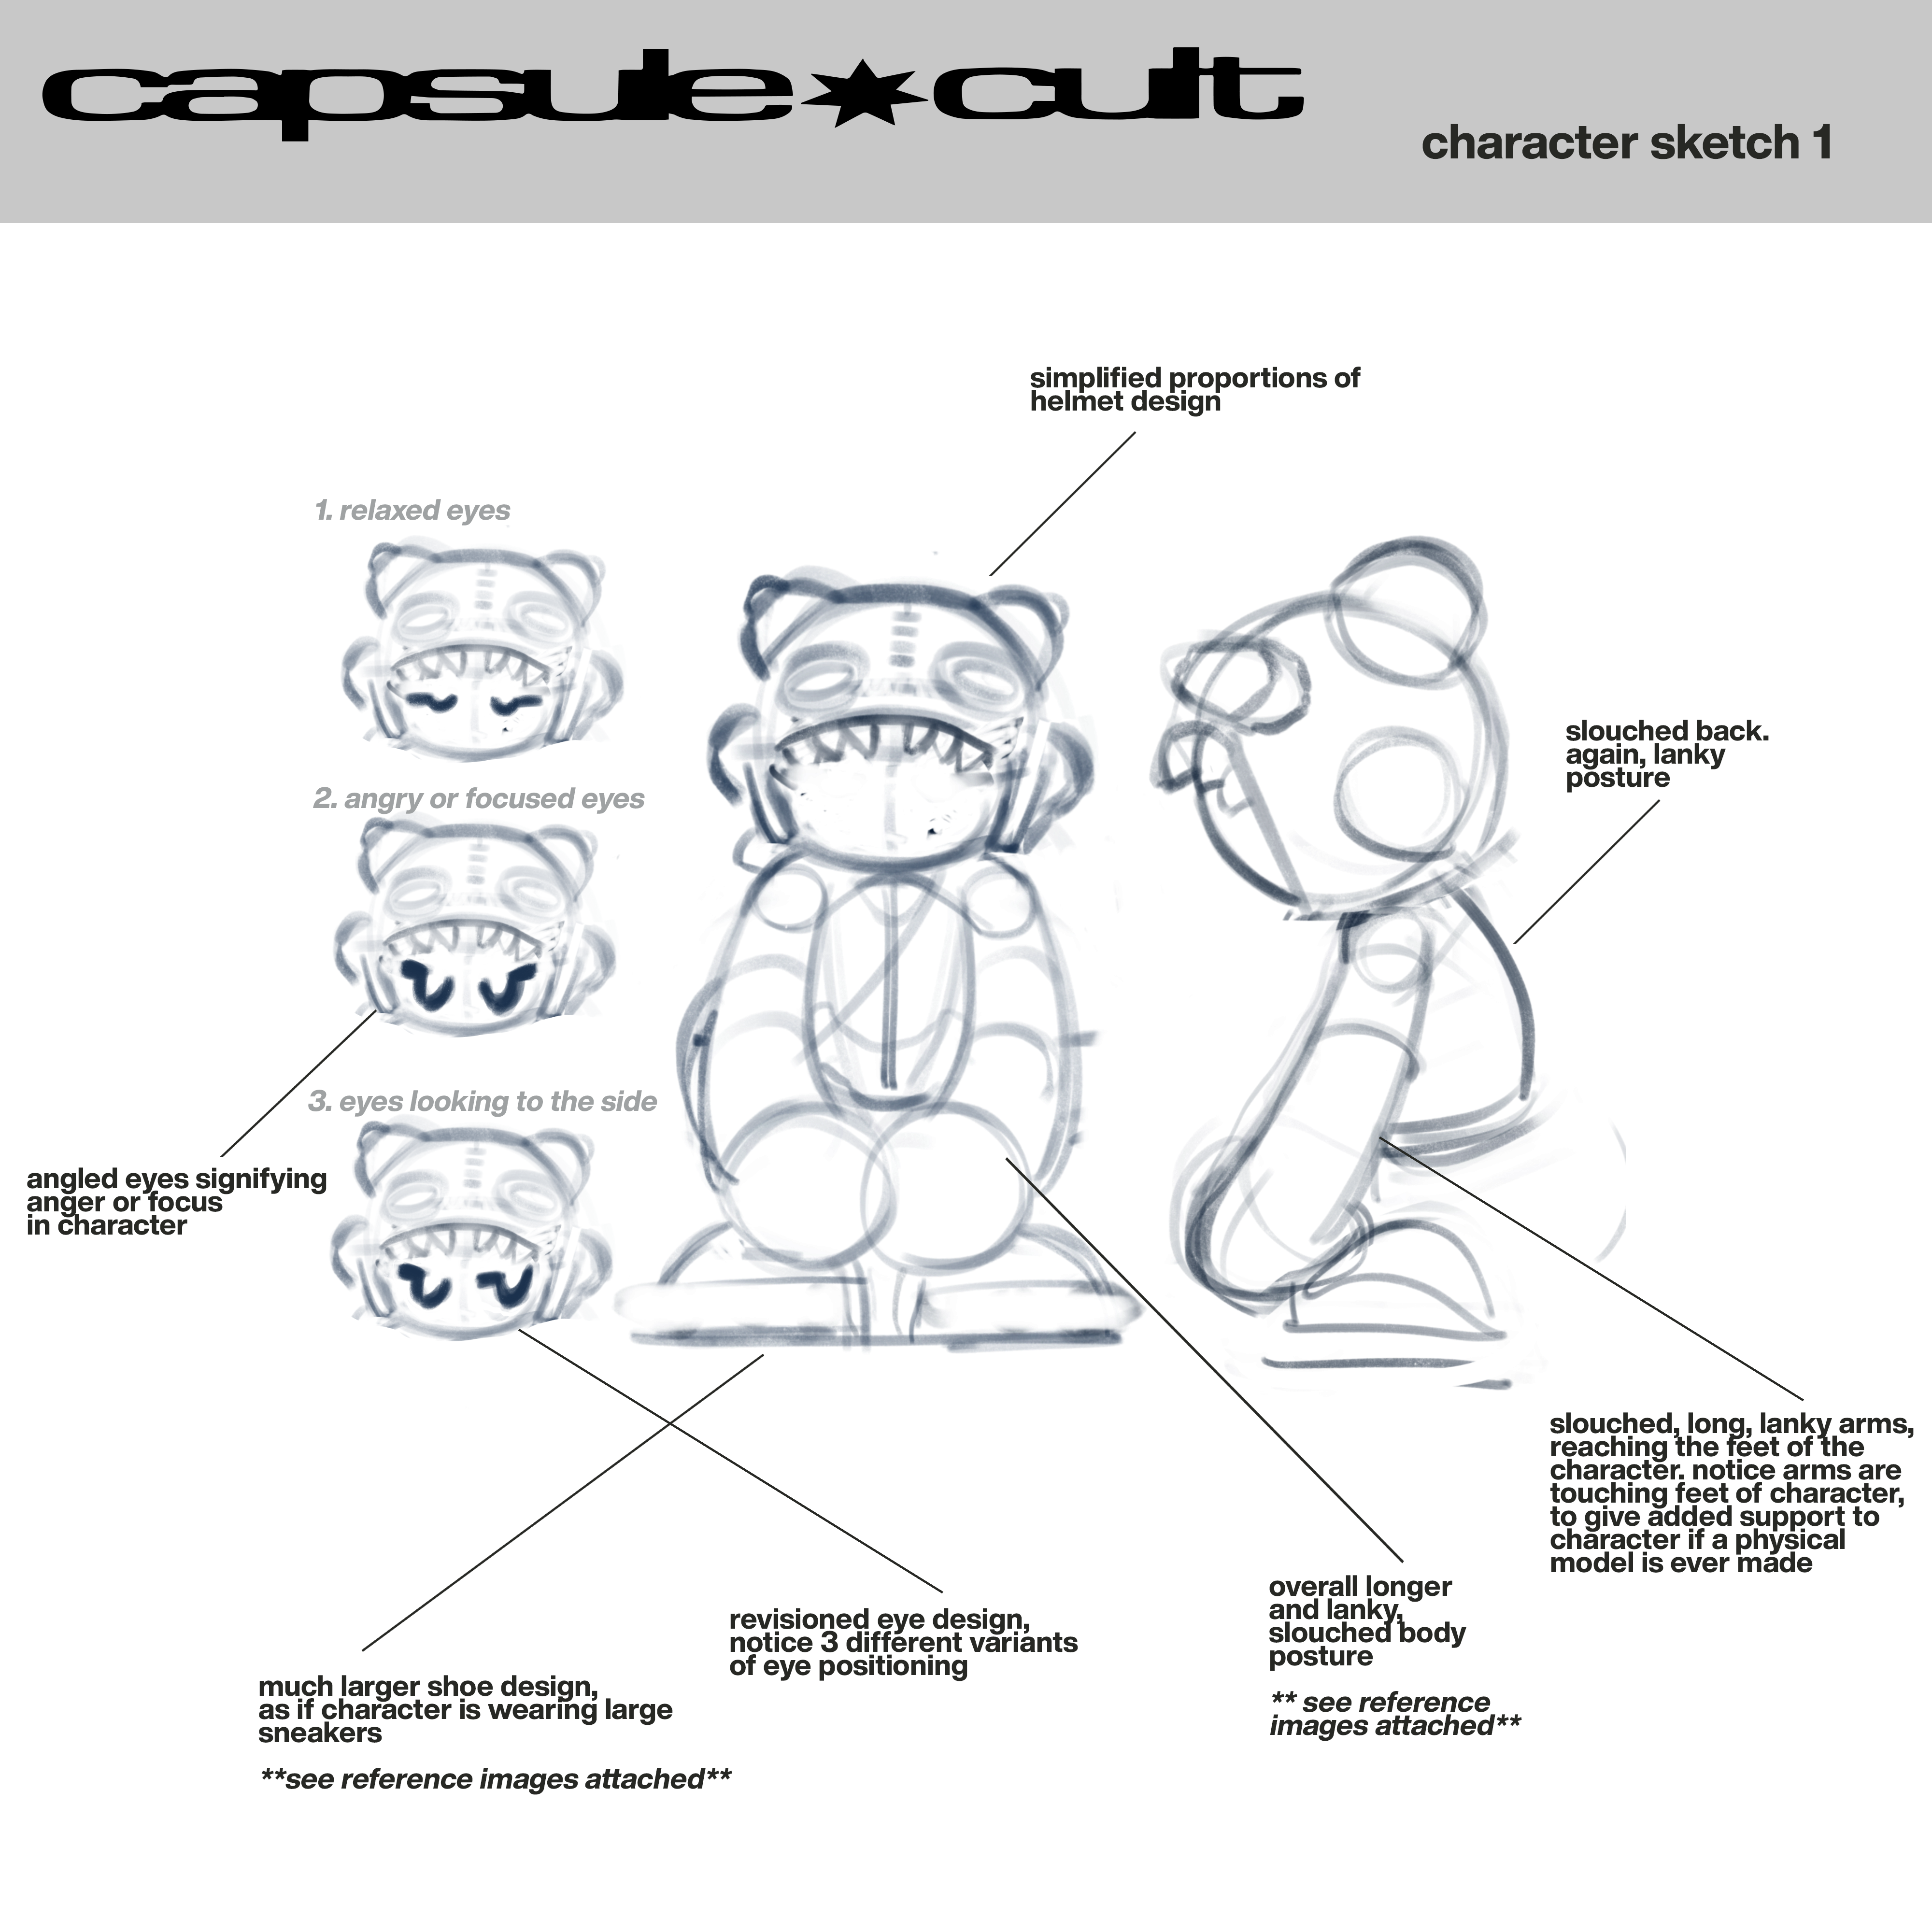 capsule★cult
character sketch 1
simplified proportions of
helmet design
1. relaxed eyes
slouched back.
again, lanky
posture
2. angry or focused eyes
3. eyes looking to the side
angled eyes signifying
anger or focus
in character
slouched, long, lanky arms,
reaching the feet of the
character. notice arms are
touching feet of character,
to give added support to
character if a physical
model is ever made
overall longer
and lanky,
slouched body
posture
** see reference
images attached**
revisioned eye design,
notice 3 different variants
of eye positioning
much larger shoe design,
as if character is wearing large
sneakers
**see reference images attached**